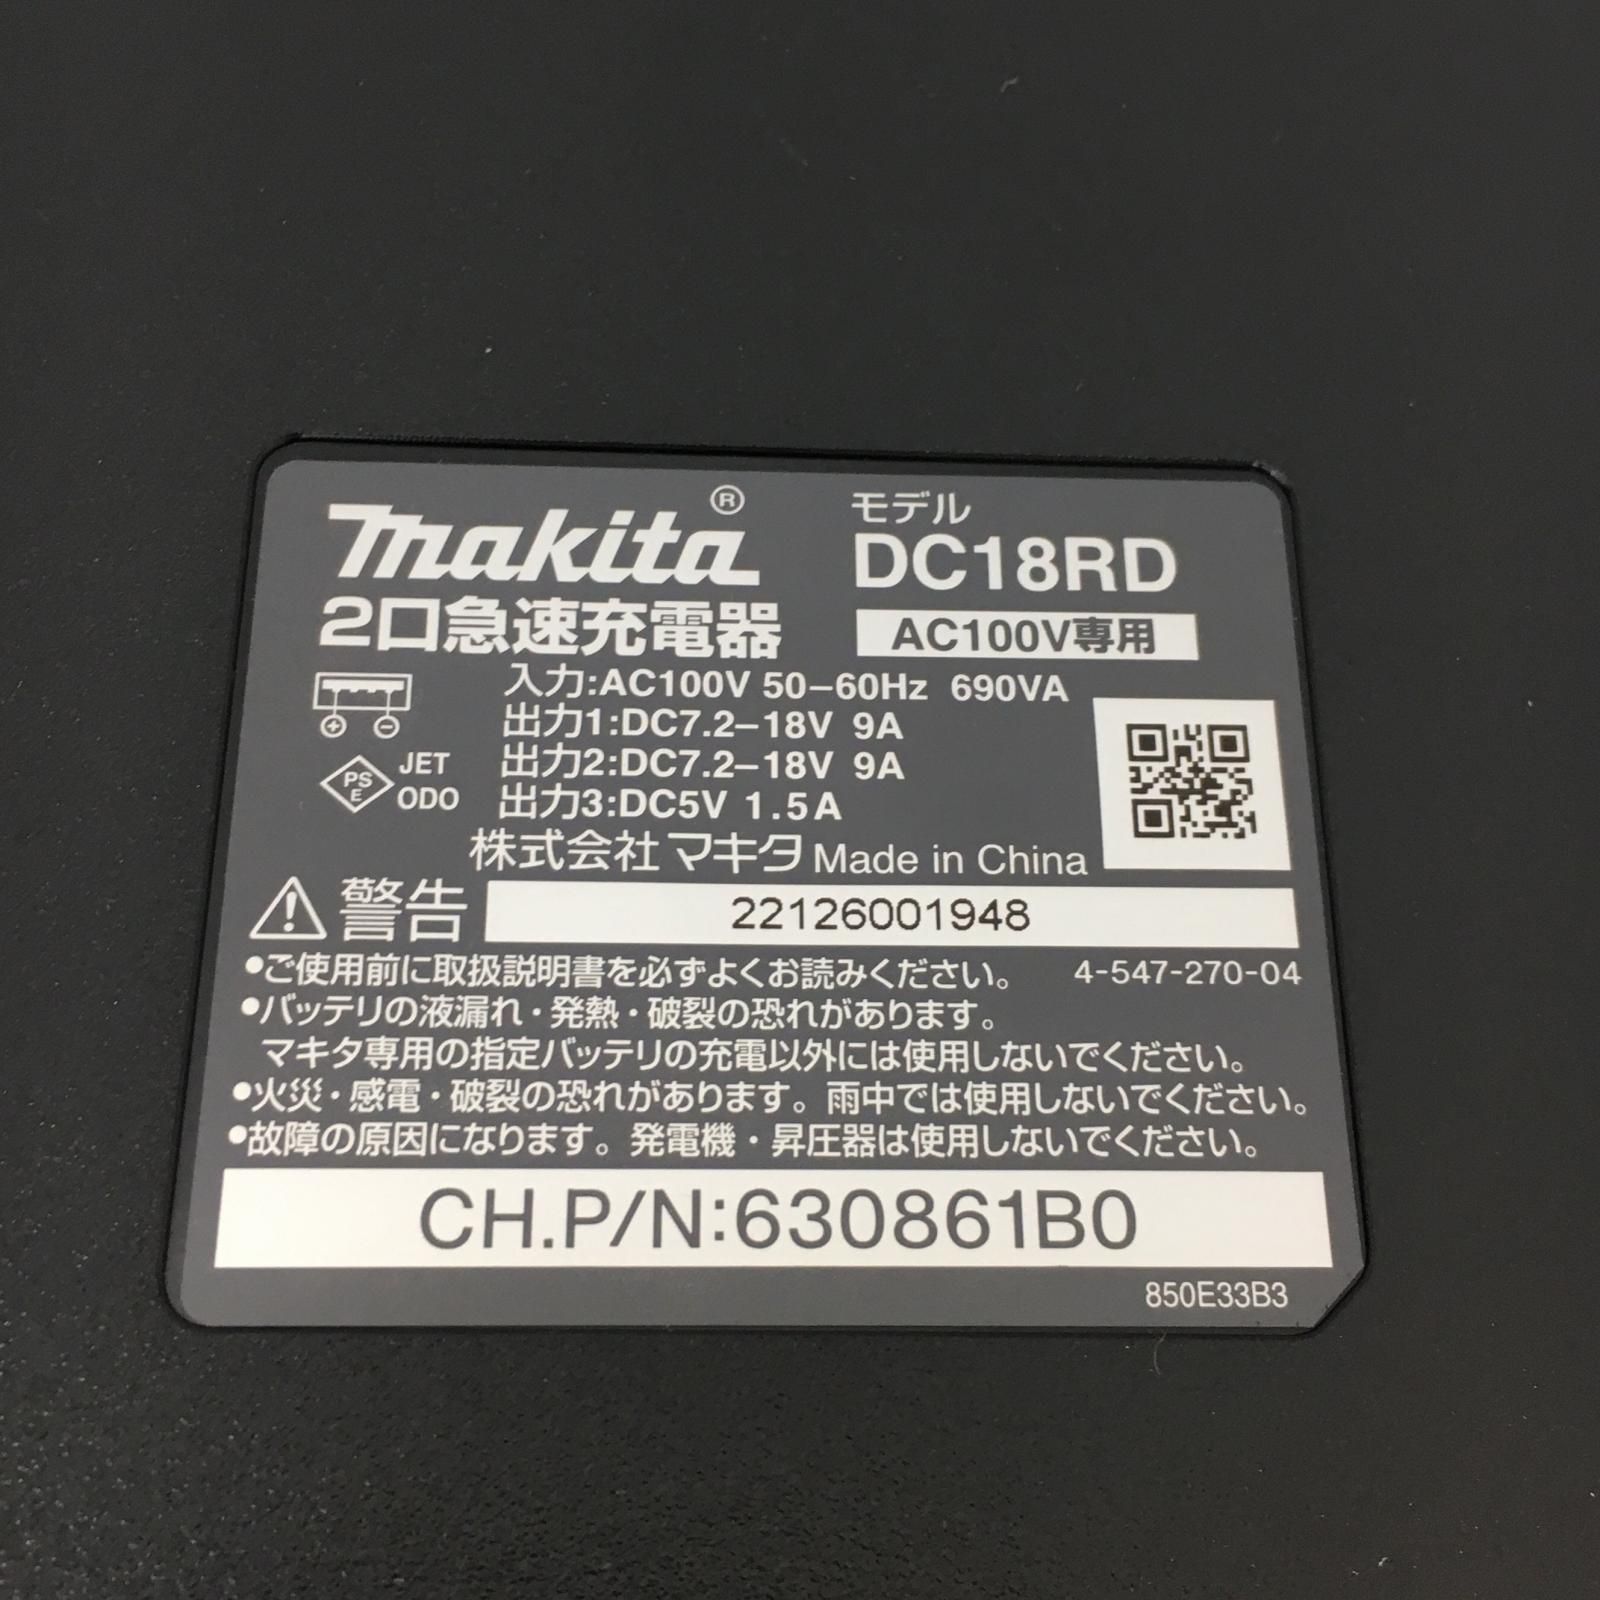 makita®
モデル
DC18RD
2口急速充電器
AC100V専用
入力:AC100V 50–60Hz 690VA
出力1:DC7.2–18V 9A
出力2:DC7.2–18V 9A
出力3:DC5V 1.5A
PSE
JET
ODO
株式会社マキタ Made in China
警告
22126001948
●ご使用前に取扱説明書を必ずよくお読みください。 4-547-270-04
●バッテリの液漏れ・発熱・破裂の恐れがあります。
マキタ専用の指定バッテリの充電以外には使用しないでください。
●火災・感電・破裂の恐れがあります。雨中では使用しないでください。
●故障の原因になります。発電機・昇圧器は使用しないでください。
CH.P/N:630861B0
850E33B3